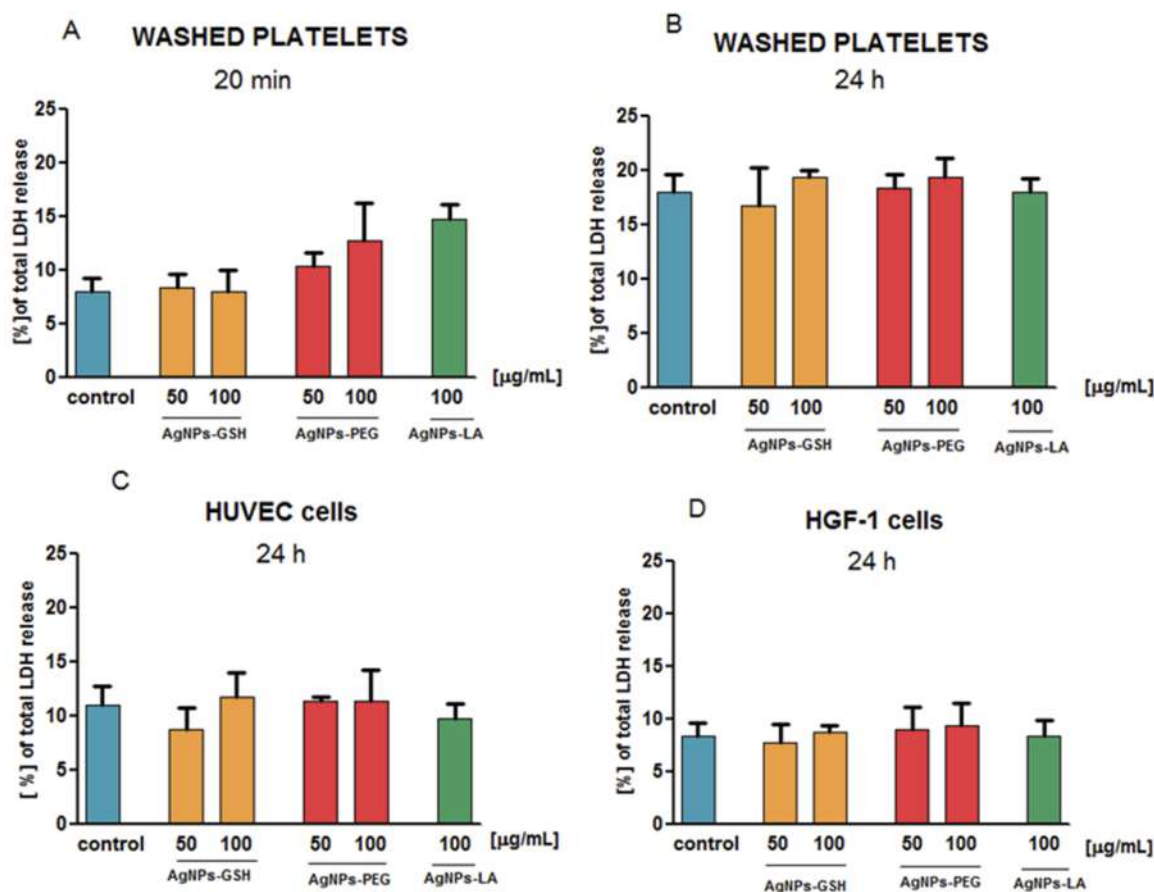 A
WASHED PLATELETS
20 min
[%]of total LDH release
25
20
15
10
5
0
control
50
100
50
100
100
[µg/mL]
AgNPs-GSH
AgNPs-PEG
AgNPs-LA
B
WASHED PLATELETS
24 h
[%]of total LDH release
25
20
15
10
5
0
control
50
100
50
100
100
[µg/mL]
AgNPs-GSH
AgNPs-PEG
AgNPs-LA
C
HUVEC cells
24 h
[ %] of total LDH release
25
20
15
10
5
0
control
50
100
50
100
100
[µg/mL]
AgNPs-GSH
AgNPs-PEG
AgNPs-LA
D
HGF-1 cells
24 h
[%] of total LDH release
25
20
15
10
5
0
control
50
100
50
100
100
[µg/mL]
AgNPs-GSH
AgNPs-PEG
AgNPs-LA